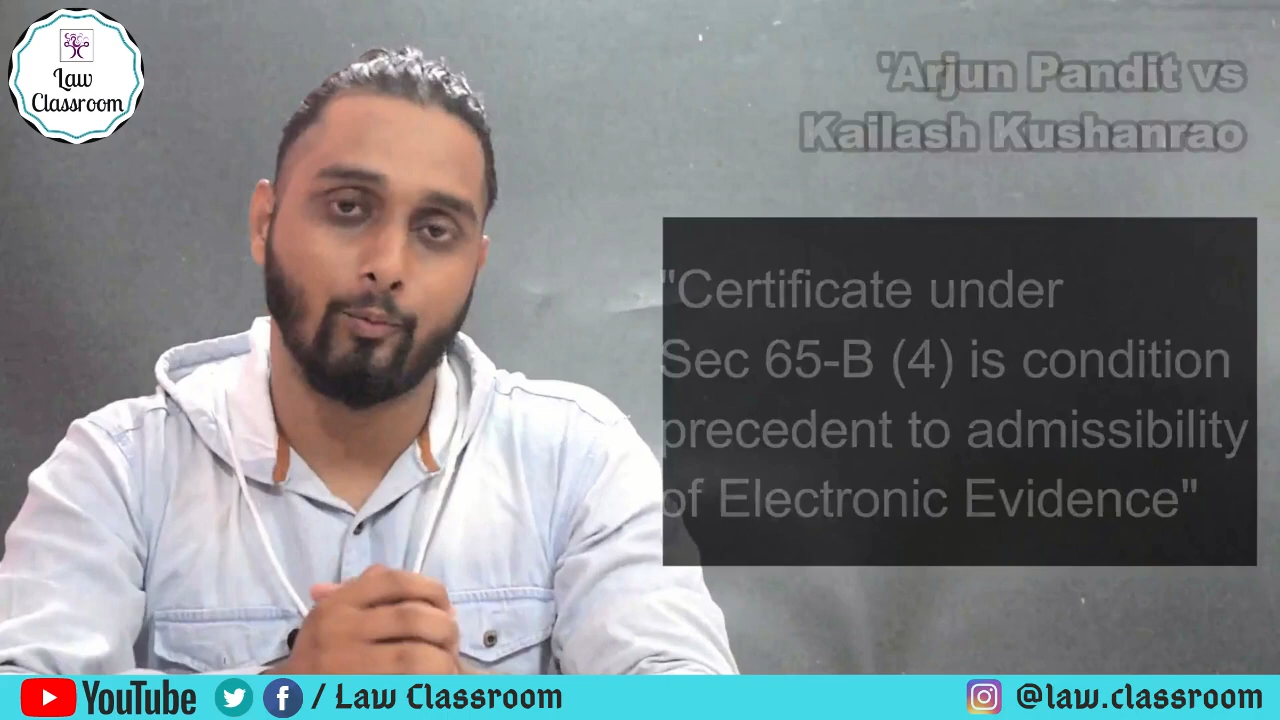 Law
Classroom
'Arjun Pandit vs
Kailash Kushanrao
"Certificate under
Sec 65-B (4) is condition
precedent to admissibility
of Electronic Evidence"
YouTube / Law Classroom
@law.classroom